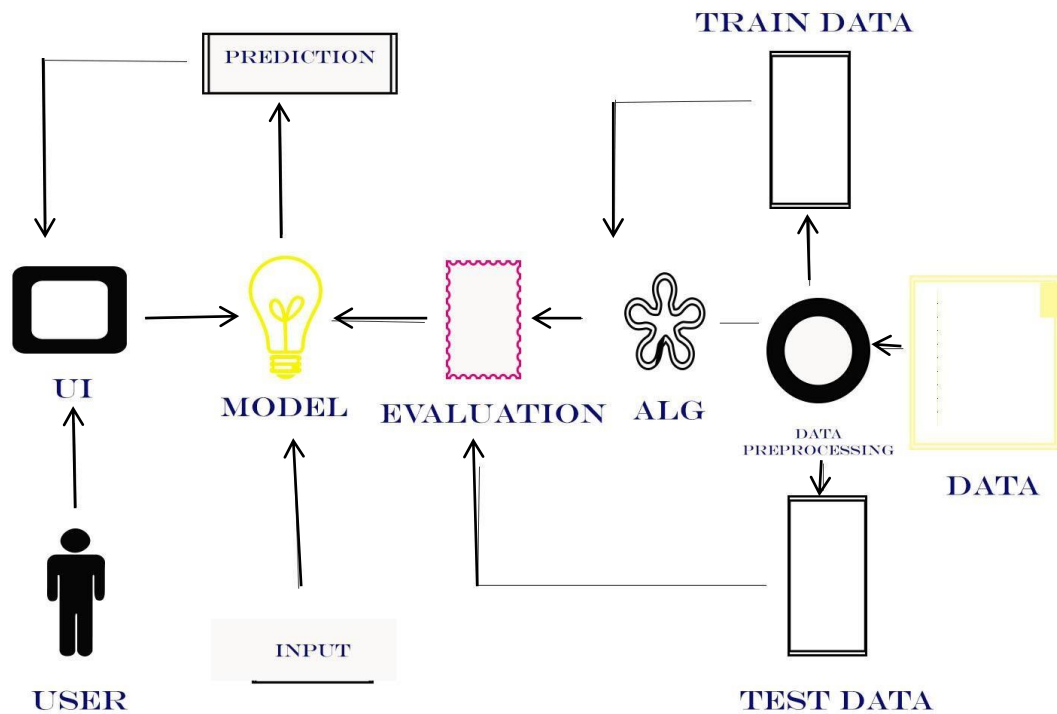 TRAIN DATA
PREDICTION
UI
MODEL
EVALUATION
ALG
DATA
PREPROCESSING
DATA
INPUT
USER
TEST DATA